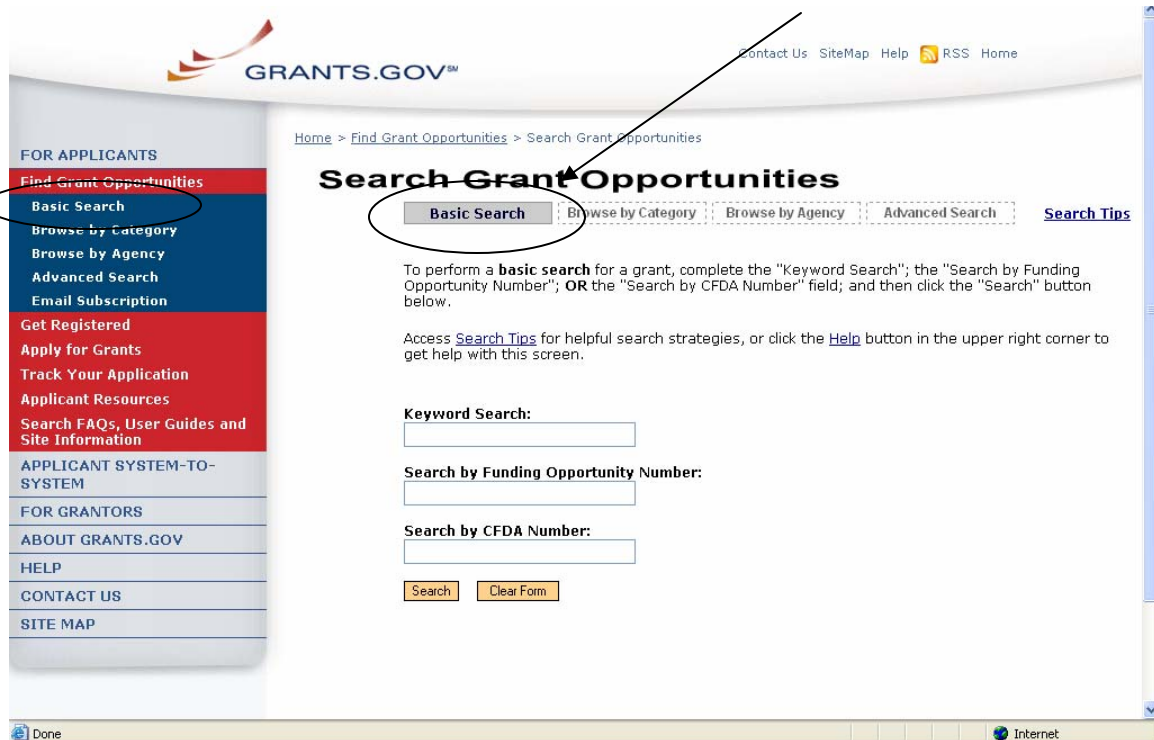 GRANTS.GOV℠
Contact Us SiteMap Help RSS Home
FOR APPLICANTS
Find Grant Opportunities
Basic Search
Browse by Category
Browse by Agency
Advanced Search
Email Subscription
Get Registered
Apply for Grants
Track Your Application
Applicant Resources
Search FAQs, User Guides and
Site Information
APPLICANT SYSTEM-TO-
SYSTEM
FOR GRANTORS
ABOUT GRANTS.GOV
HELP
CONTACT US
SITE MAP
Home > Find Grant Opportunities > Search Grant Opportunities
Search Grant Opportunities
Basic Search Browse by Category Browse by Agency Advanced Search Search Tips
To perform a basic search for a grant, complete the "Keyword Search"; the "Search by Funding
Opportunity Number"; OR the "Search by CFDA Number" field; and then click the "Search" button
below.
Access Search Tips for helpful search strategies, or click the Help button in the upper right corner to
get help with this screen.
Keyword Search:
Search by Funding Opportunity Number:
Search by CFDA Number:
Search Clear Form
Done Internet